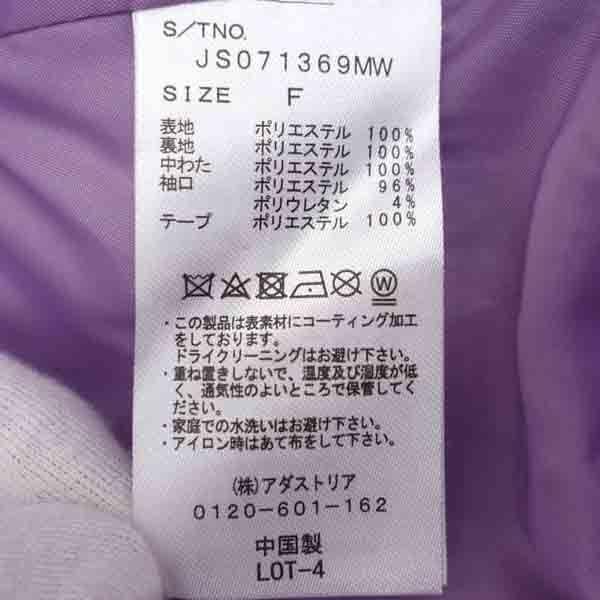 S/TNO.
JS071369MW
SIZE F
表地 ポリエステル 100%
裏地 ポリエステル 100%
中わた ポリエステル 100%
袖口 ポリエステル 96%
ポリウレタン 4%
テープ ポリエステル 100%
W
・この製品は表素材にコーティング加工
をしております。
ドライクリーニングはお避け下さい。
・重ね置きしないで、温度及び湿度が低
く、通気性のよいところで保管してくだ
さい。
・家庭での水洗いはお避け下さい。
・アイロン時はあて布をして下さい。
(株)アダストリア
0120-601-162
中国製
LOT-4